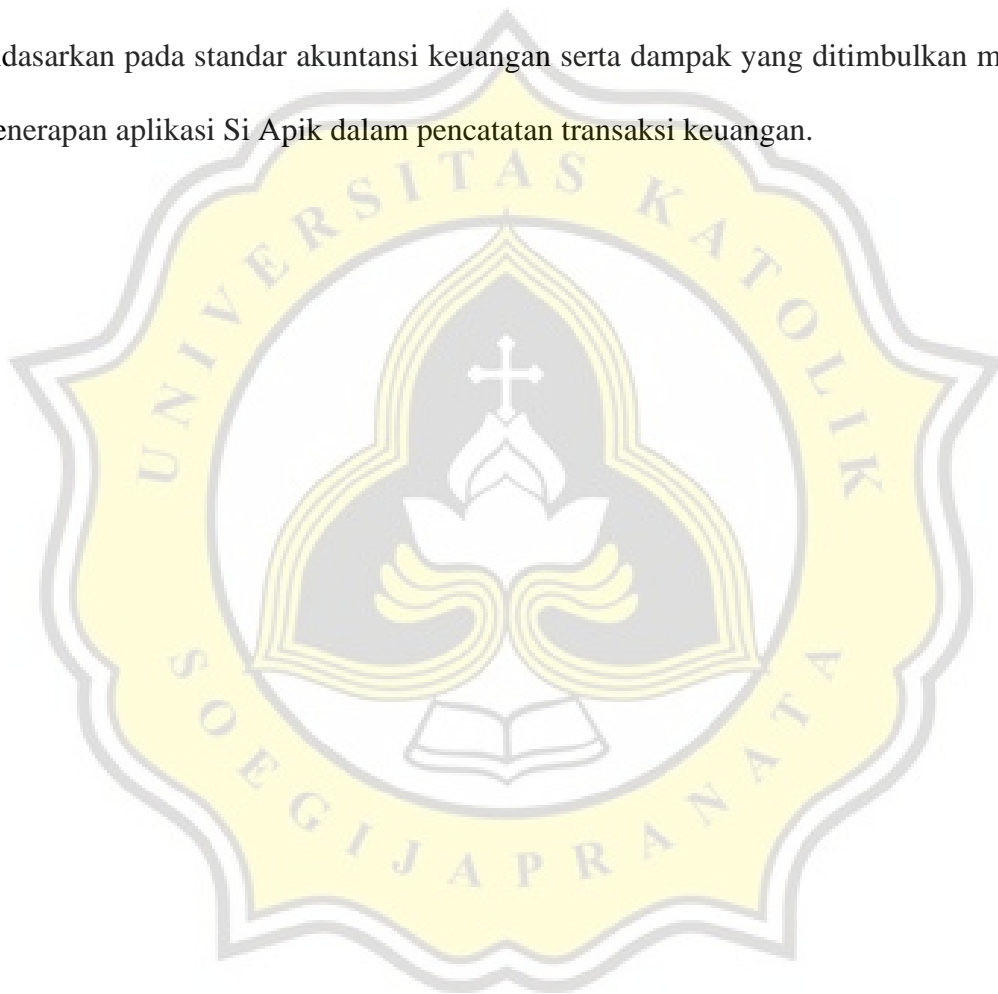 dasarkan pada standar akuntansi keuangan serta dampak yang ditimbulkan m
enerapan aplikasi Si Apik dalam pencatatan transaksi keuangan.
UNIVERSITAS KATOLIK
SOEGIJAPRANATA